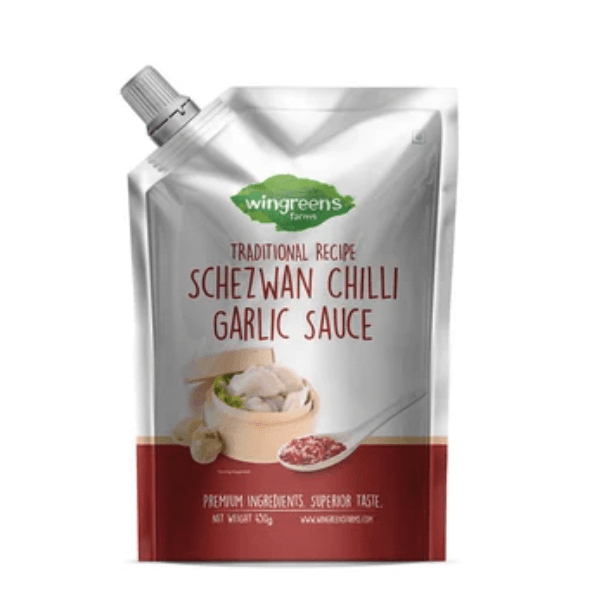 wingreens
farms
TRADITIONAL RECIPE
SCHEZWAN CHILLI
GARLIC SAUCE
PREMIUM INGREDIENTS. SUPERIOR TASTE.
NET WEIGHT 450g WWW.WINGREENSFARMS.COM